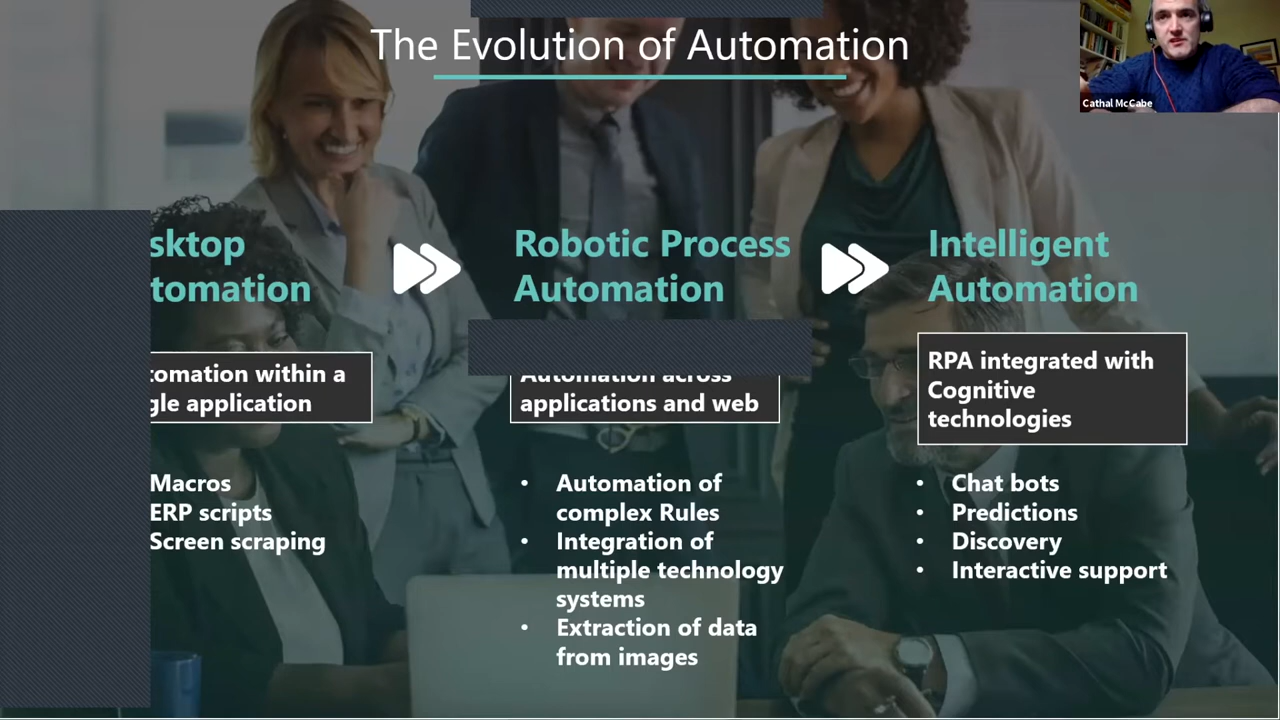 The Evolution of Automation
Cathal McCabe
sktop
tomation
tomation within a
gle application
Macros
ERP scripts
Screen scraping
Robotic Process
Automation
Automation across
applications and web
• Automation of
complex Rules
• Integration of
multiple technology
systems
• Extraction of data
from images
Intelligent
Automation
RPA integrated with
Cognitive
technologies
• Chat bots
• Predictions
• Discovery
• Interactive support